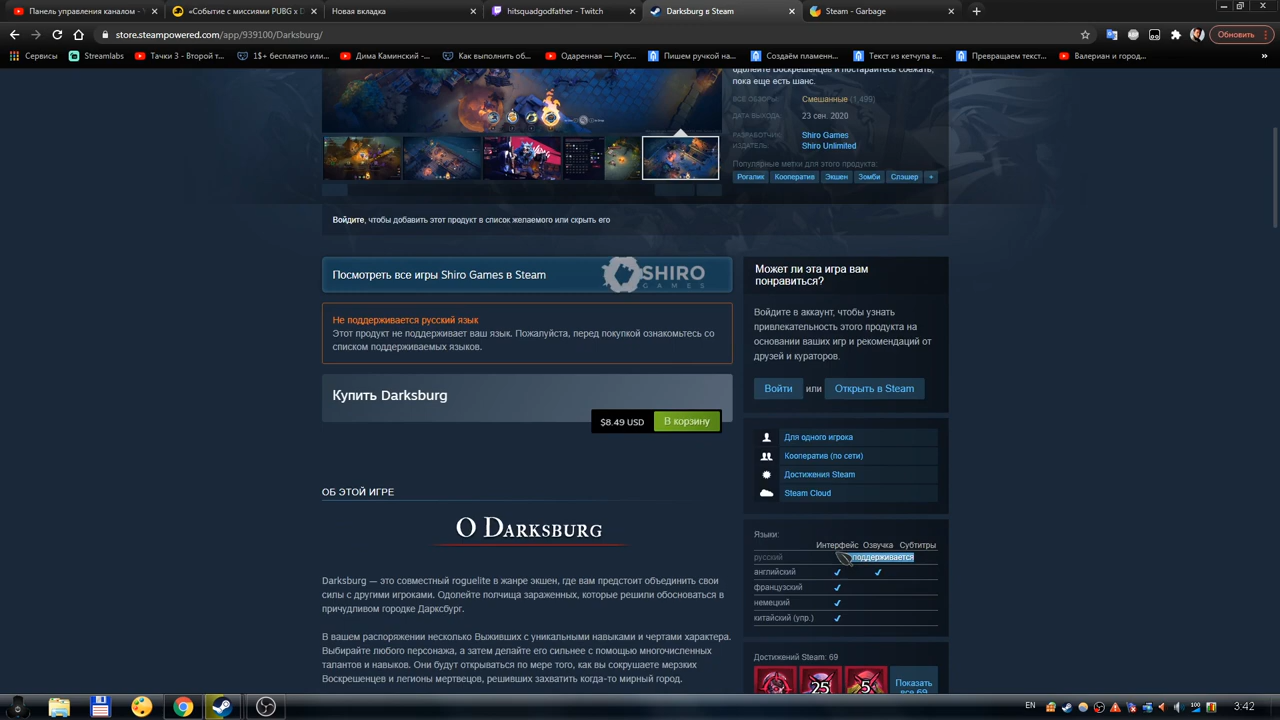 Панель управления каналом -
«Событие с миссиями PUBG x D
Новая вкладка
hitsquadgodfather - Twitch
Darksburg в Steam
Steam - Garbage
store.steampowered.com/app/939100/Darksburg/
Обновить
Сервисы
Streamlabs
Тачки 3 - Второй т...
1$+ бесплатно или...
Дима Каминский -...
Как выполнить об...
Одаренная — Русс...
Пишем ручкой на...
Создаём пламенн...
Текст из кетчупа в...
Превращаем текст...
Валериан и город...
»
одолейте Воскрешенцев и постарайтесь сбежать,
пока еще есть шанс.
ВСЕ ОБЗОРЫ: Смешанные (1,499)
ДАТА ВЫХОДА: 23 сен. 2020
РАЗРАБОТЧИК: Shiro Games
ИЗДАТЕЛЬ: Shiro Unlimited
Популярные метки для этого продукта:
Рогалик Кооператив Экшен Зомби Слэшер +
Войдите, чтобы добавить этот продукт в список желаемого или скрыть его
Посмотреть все игры Shiro Games в Steam
SHIRO
GAMES
Не поддерживается русский язык
Этот продукт не поддерживает ваш язык. Пожалуйста, перед покупкой ознакомьтесь со
списком поддерживаемых языков.
Купить Darksburg
$8.49 USD
В корзину
ОБ ЭТОЙ ИГРЕ
О DARKSBURG
Darksburg — это совместный roguelite в жанре экшен, где вам предстоит объединить свои
силы с другими игроками. Одолейте полчища зараженных, которые решили обосноваться в
причудливом городке Дарксбург.
В вашем распоряжении несколько Выживших с уникальными навыками и чертами характера.
Выбирайте любого персонажа, а затем делайте его сильнее с помощью многочисленных
талантов и навыков. Они будут открываться по мере того, как вы сокрушаете мерзких
Воскрешенцев и легионы мертвецов, решивших захватить когда-то мирный город.
Может ли эта игра вам
понравиться?
Войдите в аккаунт, чтобы узнать
привлекательность этого продукта на
основании ваших игр и рекомендаций от
друзей и кураторов.
Войти или Открыть в Steam
Для одного игрока
Кооператив (по сети)
Достижения Steam
Steam Cloud
Языки:
Интерфейс Озвучка Субтитры
русский поддерживается
английский ✔ ✔
французский ✔
немецкий ✔
китайский (упр.) ✔
Достижений Steam: 69
25
5
Показать
все 69
EN
100
3:42